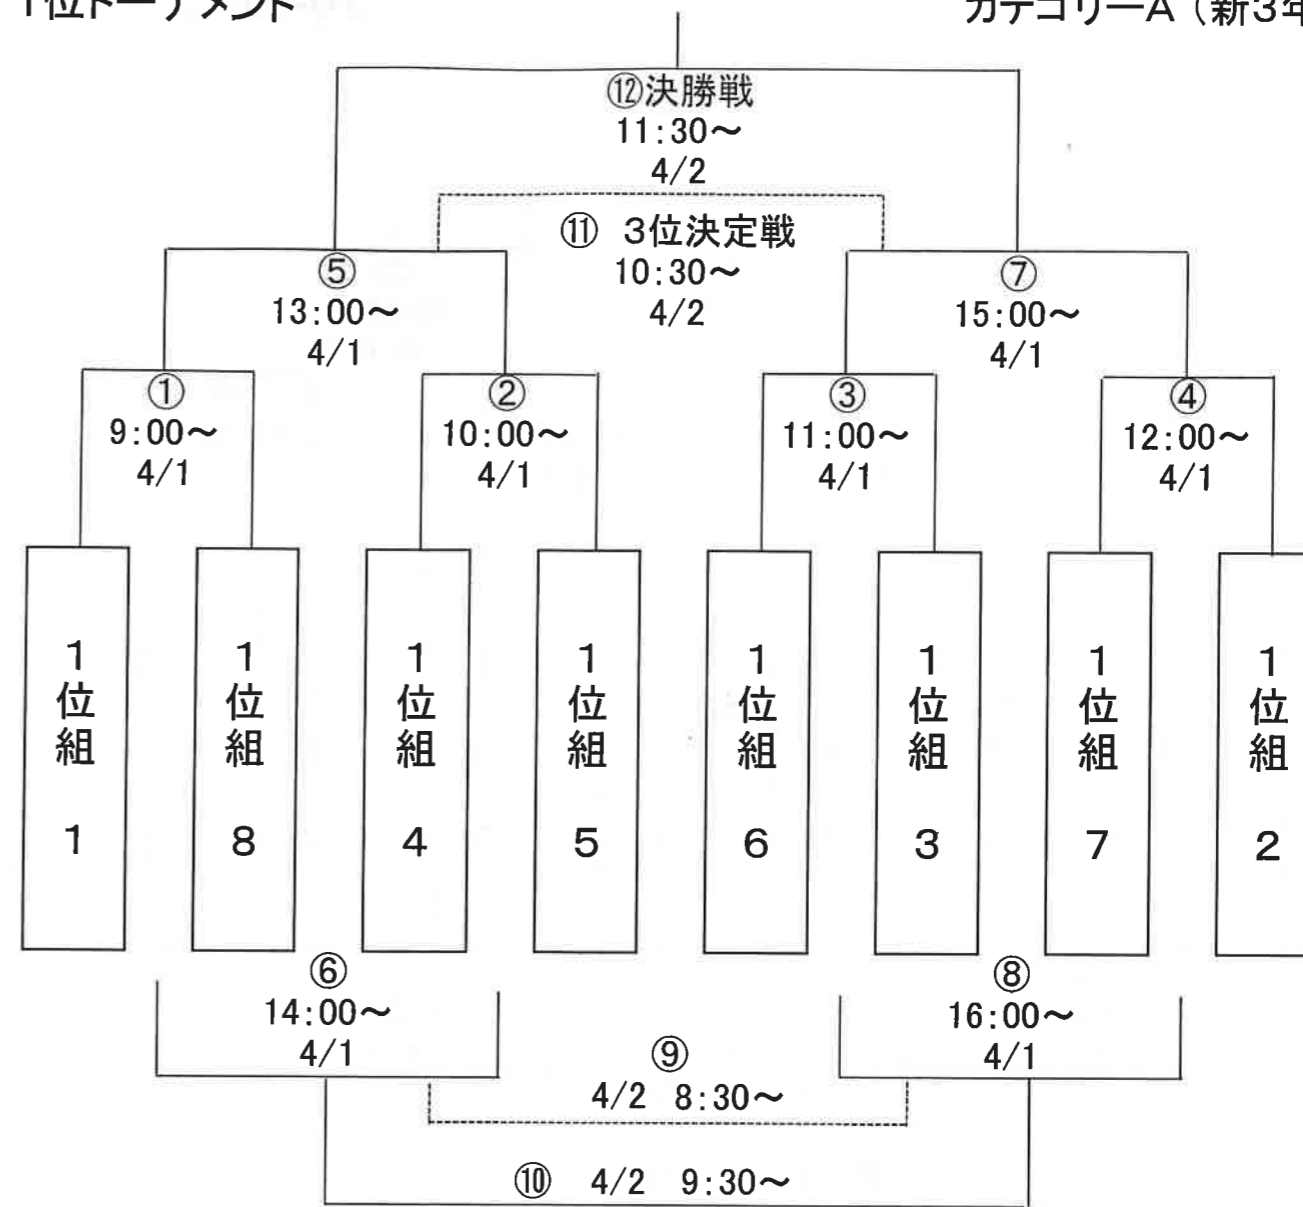 1位トーナメント
カテゴリーA（新3年
⑫決勝戦
11:30～
4/2
⑪ 3位決定戦
10:30～
4/2
⑤
13:00～
4/1
⑦
15:00～
4/1
①
9:00～
4/1
②
10:00～
4/1
③
11:00～
4/1
④
12:00～
4/1
1位組 1
1位組 8
1位組 4
1位組 5
1位組 6
1位組 3
1位組 7
1位組 2
⑥
14:00～
4/1
⑧
16:00～
4/1
⑨
4/2 8:30～
⑩ 4/2 9:30～